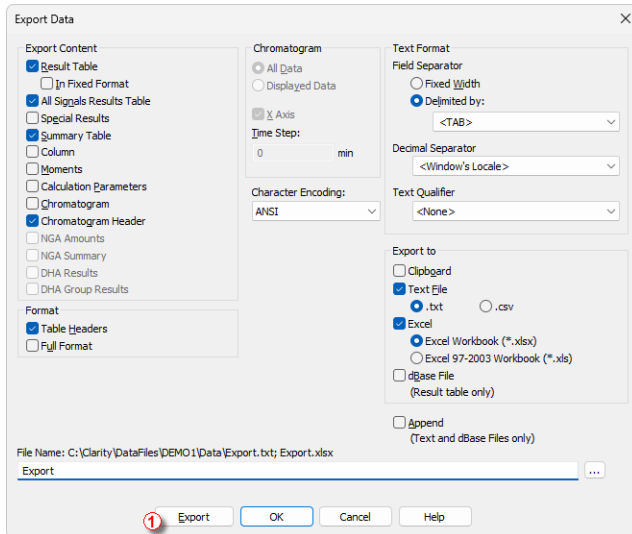 Export Data
Export Content
Result Table
In Fixed Format
All Signals Results Table
Special Results
Summary Table
Column
Moments
Calculation Parameters
Chromatogram
Chromatogram Header
NGA Amounts
NGA Summary
DHA Results
DHA Group Results
Format
Table Headers
Full Format
Chromatogram
All Data
Displayed Data
X Axis
Time Step:
0 min
Character Encoding:
ANSI
Text Format
Field Separator
Fixed Width
Delimited by:
<TAB>
Decimal Separator
<Window's Locale>
Text Qualifier
<None>
Export to
Clipboard
Text File
.txt .csv
Excel
Excel Workbook (*.xlsx)
Excel 97-2003 Workbook (*.xls)
dBase File
(Result table only)
Append
(Text and dBase Files only)
File Name: C:\Clarity\DataFiles\DEMO1\Data\Export.txt; Export.xlsx
Export ...
1 Export OK Cancel Help